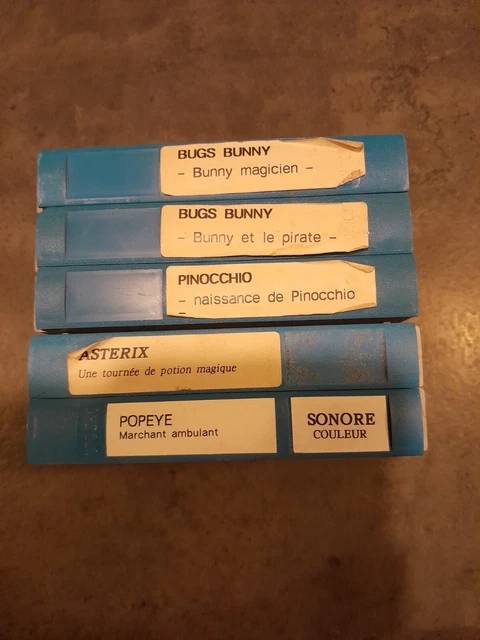 BUGS BUNNY
- Bunny magicien -
BUGS BUNNY
- Bunny et le pirate -
PINOCCHIO
- naissance de Pinocchio
-
ASTERIX
Une tournée de potion magique
POPEYE
Marchant ambulant
SONORE
COULEUR